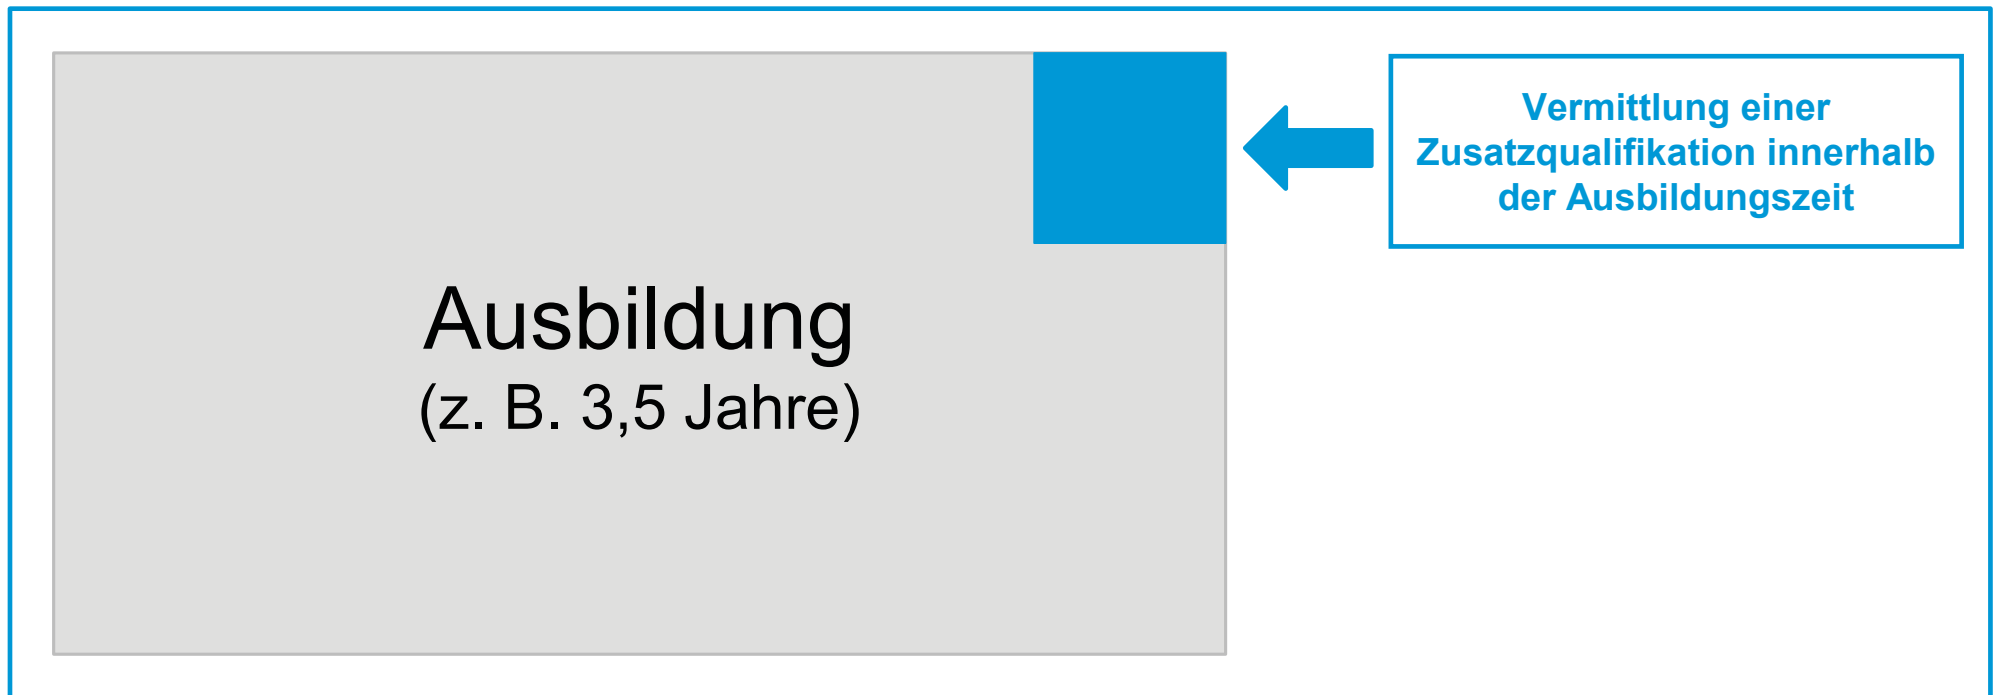 Vermittlung einer
Zusatzqualifikation innerhalb
der Ausbildungszeit
Ausbildung
(z. B. 3,5 Jahre)